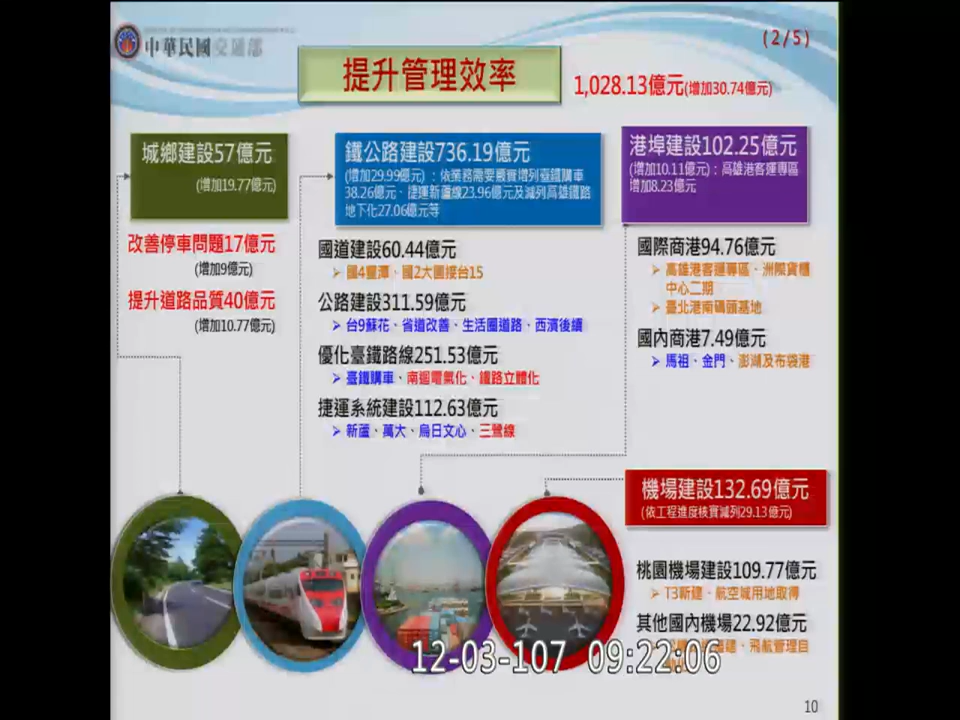 中華民國交通部
(2/5)
提升管理效率
1,028.13億元(增加30.74億元)
城鄉建設57億元
(增加19.77億元)
改善停車問題17億元
(增加9億元)
提升道路品質40億元
(增加10.77億元)
鐵公路建設736.19億元
(增加29.99億元)：依業務需要覈實增列臺鐵購車
38.26億元、捷運新蘆線23.96億元及減列高雄鐵路
地下化27.06億元等
國道建設60.44億元
國4豐潭、國2大園接台15
公路建設311.59億元
台9蘇花、省道改善、生活圈道路、西濱後續
優化臺鐵路線251.53億元
臺鐵購車、南迴電氣化、鐵路立體化
捷運系統建設112.63億元
新蘆、萬大、烏日文心、三鶯線
港埠建設102.25億元
(增加10.11億元)：高雄港客運專區
增加8.23億元
國際商港94.76億元
高雄港客運專區、洲際貨櫃
中心二期
臺北港南碼頭基地
國內商港7.49億元
馬祖、金門、澎湖及布袋港
機場建設132.69億元
(依工程進度核實減列29.13億元)
桃園機場建設109.77億元
T3新建、航空城用地取得
其他國內機場22.92億元
飛航管理目
12-03-107 09:22:06
10